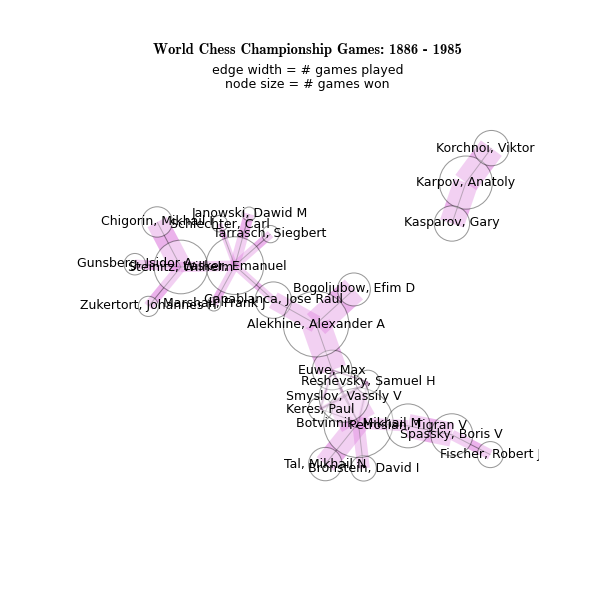 World Chess Championship Games: 1886 - 1985
edge width = # games played
node size = # games won
Korchnoi, Viktor
Karpov, Anatoly
Kasparov, Gary
Janowski, Dawid M
Chigorin, Mikhail I
Schlechter, Carl
Tarrasch, Siegbert
Gunsberg, Isidor A
Steinitz, Wilhelm
Lasker, Emanuel
Bogoljubow, Efim D
Capablanca, Jose Raul
Marshall, Frank J
Zukertort, Johannes H
Alekhine, Alexander A
Euwe, Max
Reshevsky, Samuel H
Smyslov, Vassily V
Keres, Paul
Botvinnik, Mikhail M
Petrosian, Tigran V
Spassky, Boris V
Fischer, Robert J
Tal, Mikhail N
Bronstein, David I